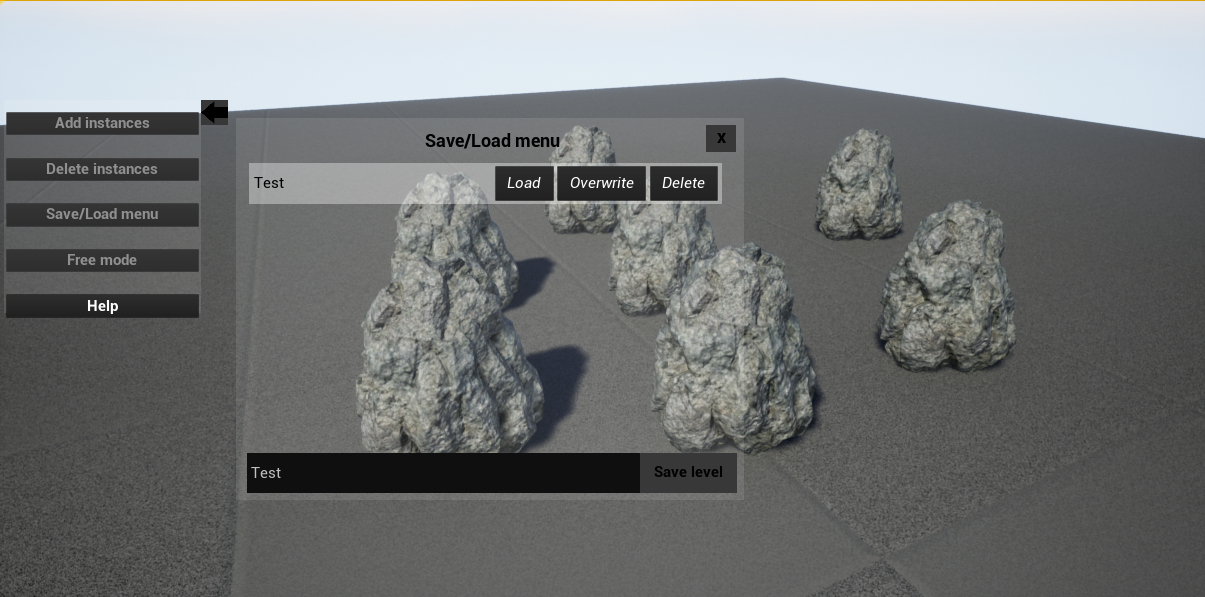 Add instances
Delete instances
Save/Load menu
Free mode
Help
Save/Load menu
X
Test
Load
Overwrite
Delete
Test
Save level